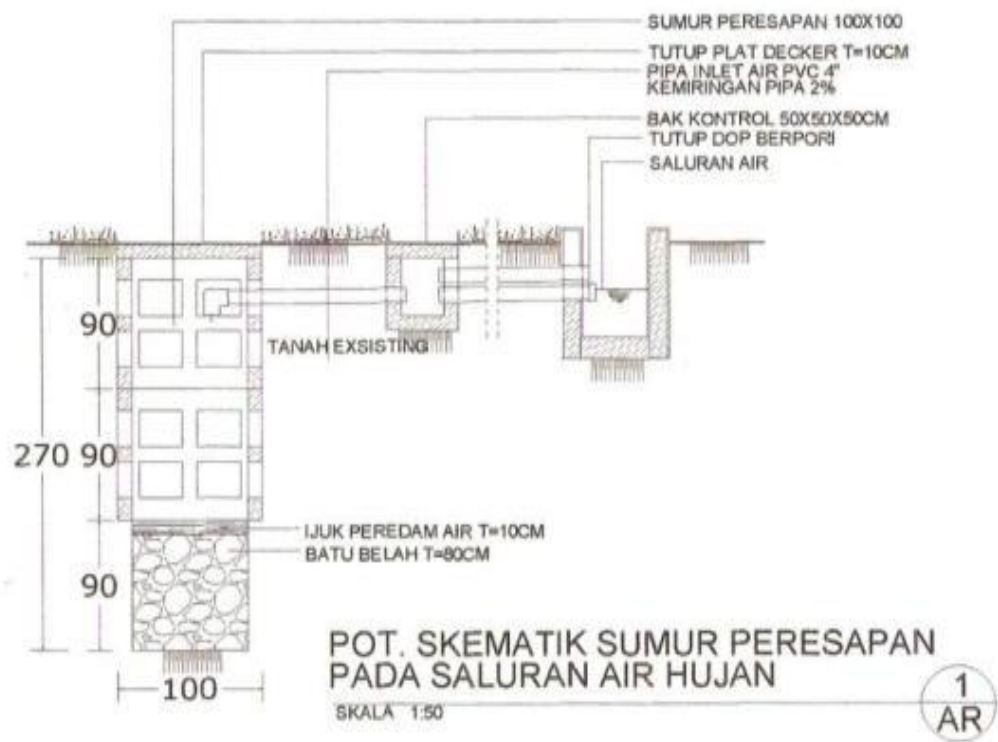 SUMUR PERESAPAN 100X100
TUTUP PLAT DECKER T=10CM
PIPA INLET AIR PVC 4"
KEMIRINGAN PIPA 2%
BAK KONTROL 50X50X50CM
TUTUP DOP BERPORI
SALURAN AIR
90
TANAH EXSISTING
270 90
IJUK PEREDAM AIR T=10CM
BATU BELAH T=80CM
90
100
POT. SKEMATIK SUMUR PERESAPAN
PADA SALURAN AIR HUJAN
SKALA 1:50
1
AR